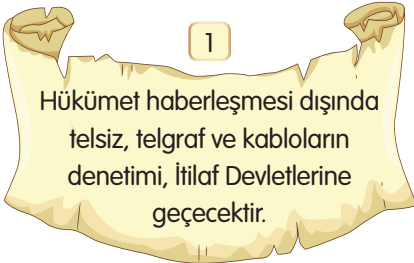 1
Hükümet haberleşmesi dışında
telsiz, telgraf ve kabloların
denetimi, İtilaf Devletlerine
geçecektir.